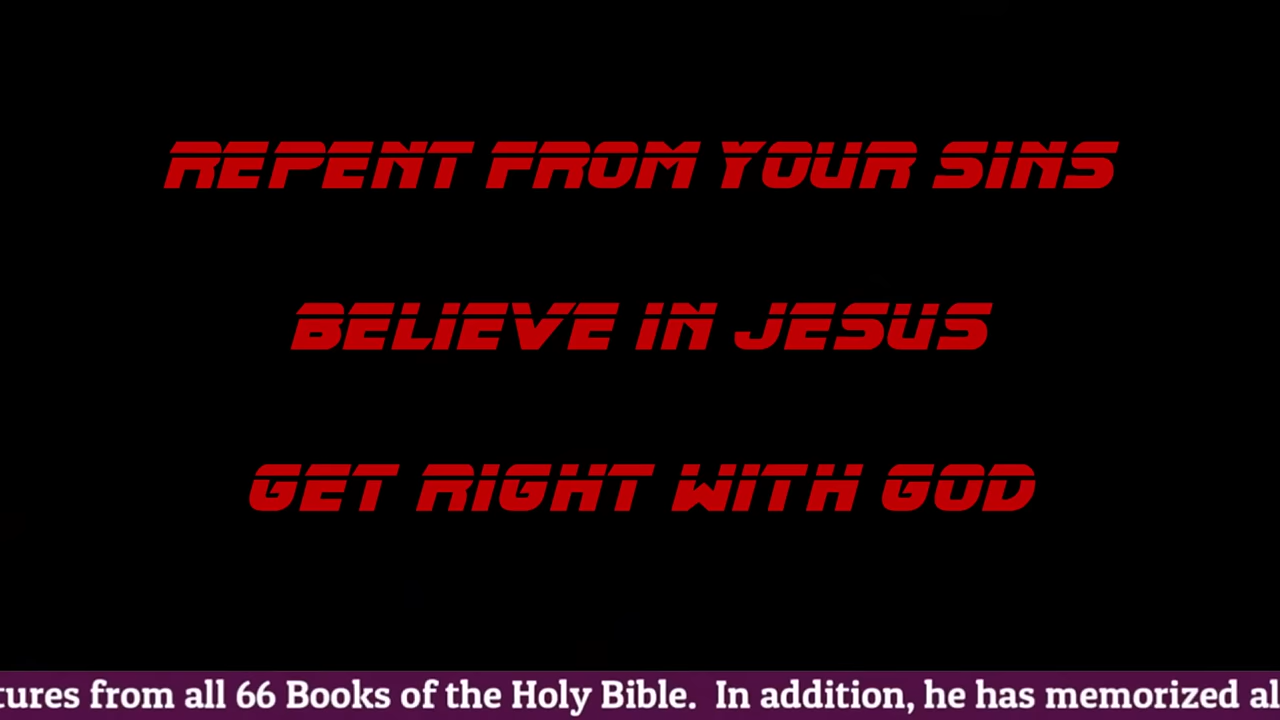 REPENT FROM YOUR SINS
BELIEVE IN JESUS
GET RIGHT WITH GOD
tures from all 66 Books of the Holy Bible. In addition, he has memorized al